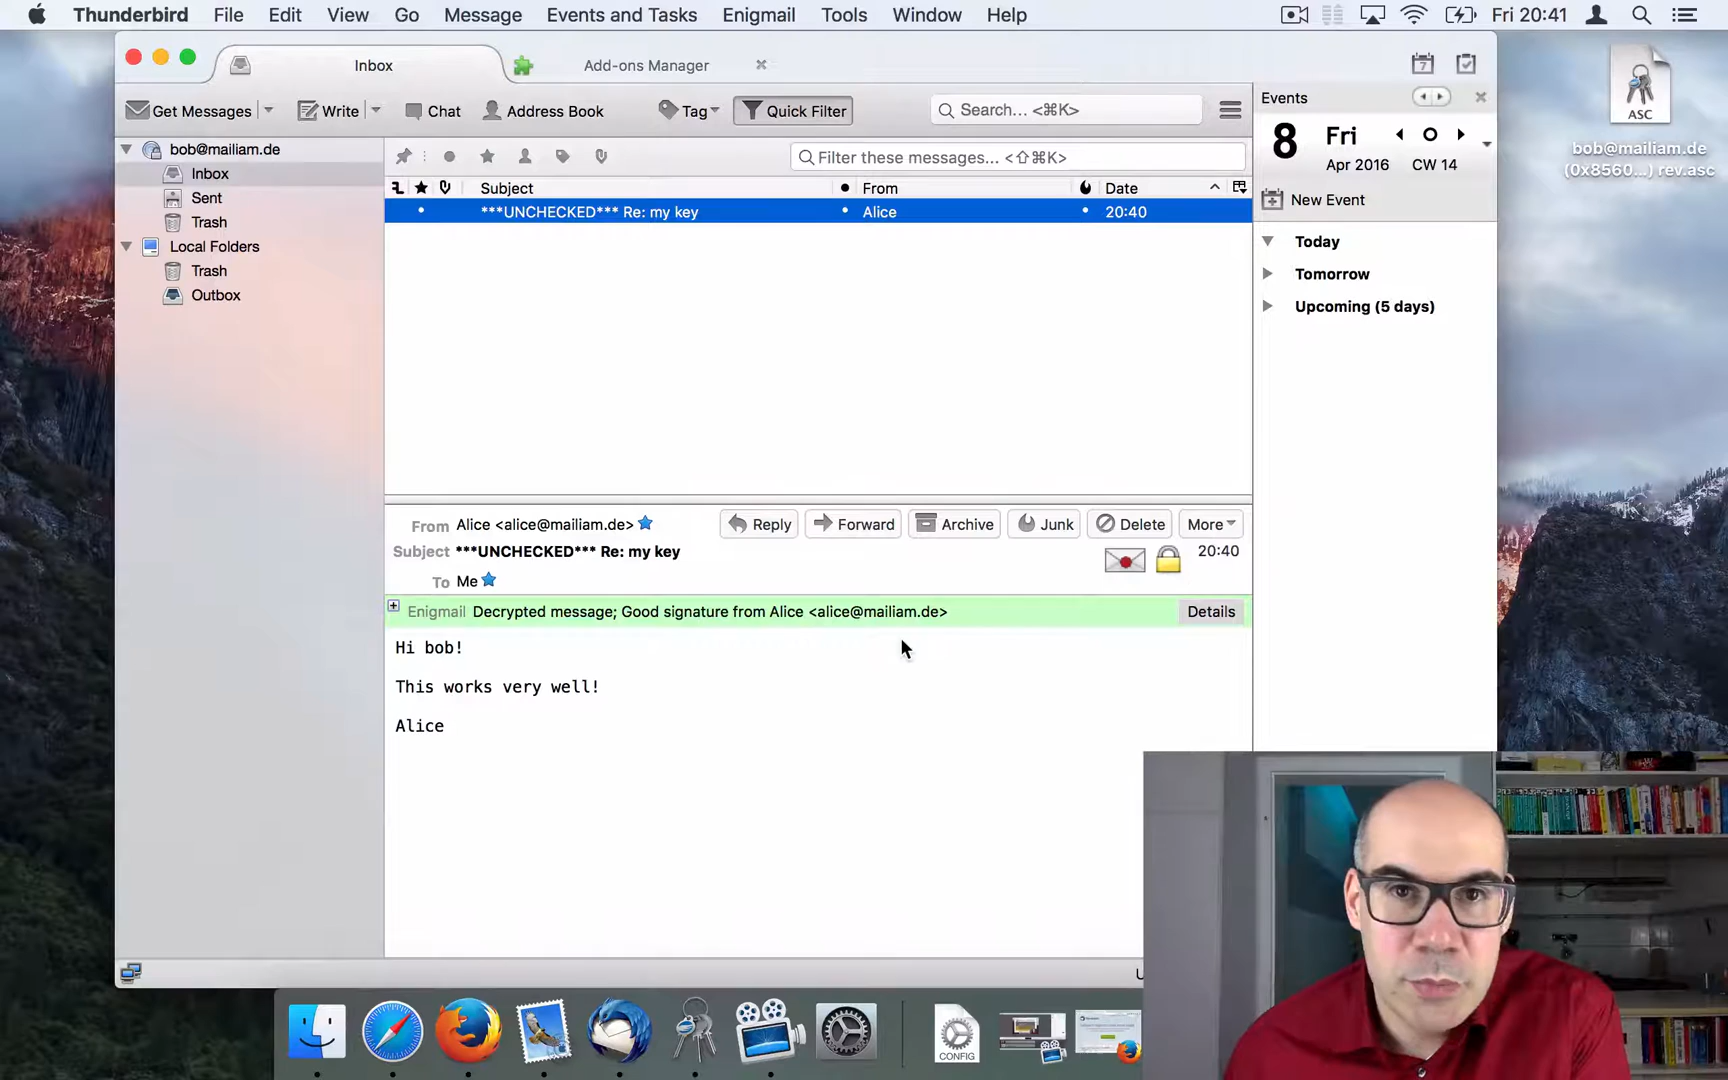 Thunderbird File Edit View Go Message Events and Tasks Enigmail Tools Window Help Fri 20:41
Inbox Add-ons Manager
Get Messages Write Chat Address Book Tag Quick Filter Search... <⌘K>
Filter these messages... <⇧⌘K>
Subject From Date
***UNCHECKED*** Re: my key Alice 20:40
bob@mailiam.de
Inbox
Sent
Trash
Local Folders
Trash
Outbox
From Alice <alice@mailiam.de> Reply Forward Archive Junk Delete More
Subject ***UNCHECKED*** Re: my key 20:40
To Me
Enigmail Decrypted message; Good signature from Alice <alice@mailiam.de> Details
Hi bob!
This works very well!
Alice
Events
7
8 Fri
Apr 2016 CW 14
New Event
Today
Tomorrow
Upcoming (5 days)
ASC
bob@mailiam.de
(0x8560...) rev.asc
U
CONFIG